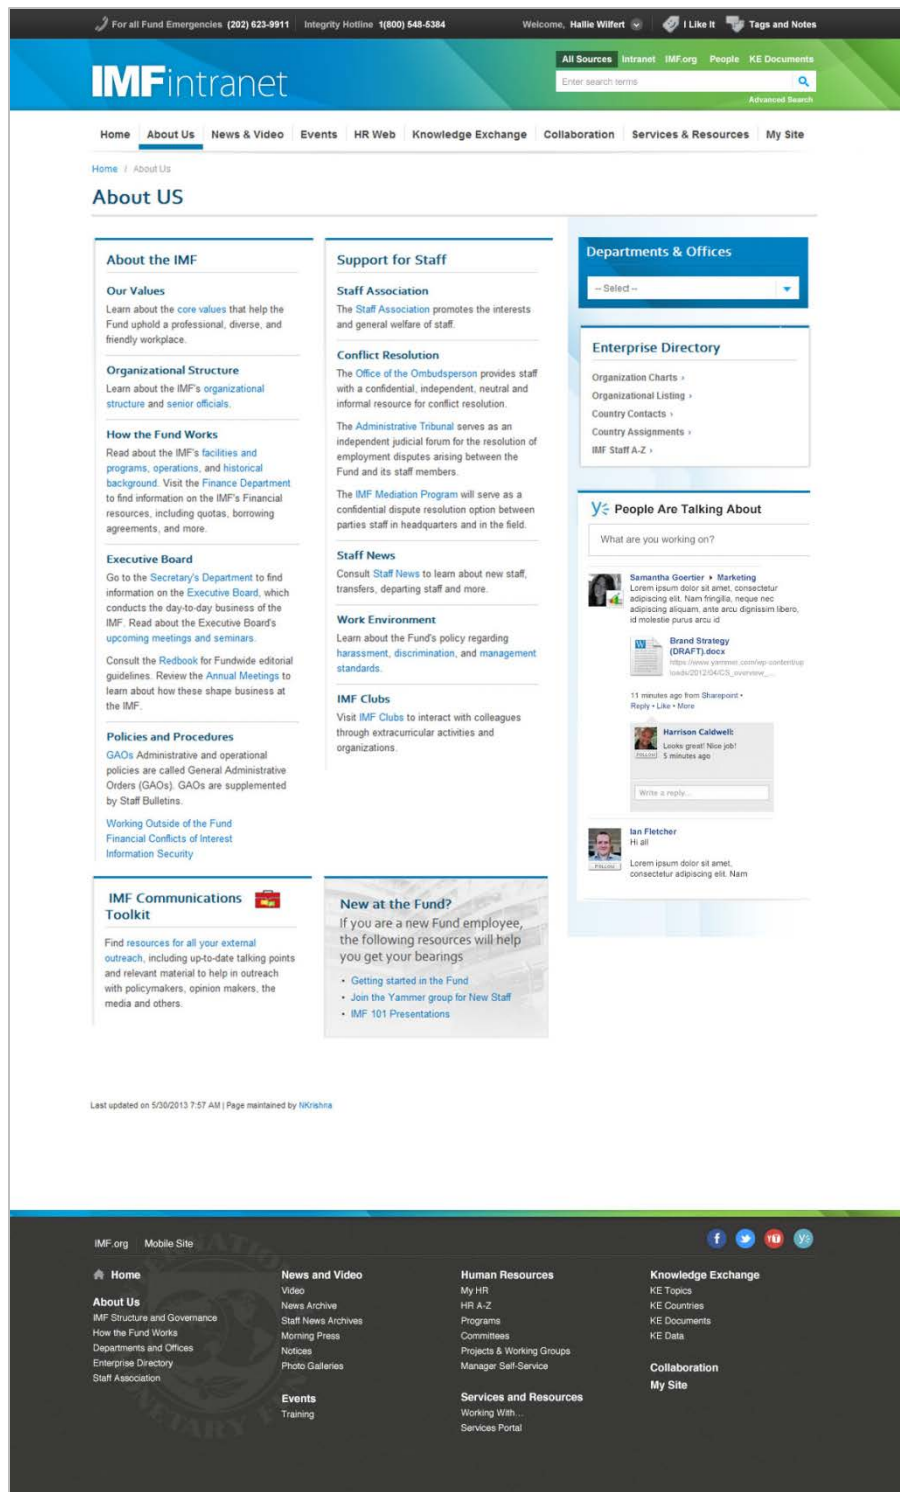 For all Fund Emergencies (202) 623-9911 Integrity Hotline 1(800) 548-5384 Welcome, Hallie Wilfert I Like It Tags and Notes
IMFintranet
All Sources Intranet IMF.org People KE Documents
Enter search terms
Advanced Search
Home About Us News & Video Events HR Web Knowledge Exchange Collaboration Services & Resources My Site
Home / About Us
About US
About the IMF
Our Values
Learn about the core values that help the
Fund uphold a professional, diverse, and
friendly workplace.
Organizational Structure
Learn about the IMF's organizational
structure and senior officials.
How the Fund Works
Read about the IMF's facilities and
programs, operations, and historical
background. Visit the Finance Department
to find information on the IMF's Financial
resources, including quotas, borrowing
agreements, and more.
Executive Board
Go to the Secretary's Department to find
information on the Executive Board, which
conducts the day-to-day business of the
IMF. Read about the Executive Board's
upcoming meetings and seminars.
Consult the Redbook for Fundwide editorial
guidelines. Review the Annual Meetings to
learn about how these shape business at
the IMF.
Policies and Procedures
GAOs Administrative and operational
policies are called General Administrative
Orders (GAOs). GAOs are supplemented
by Staff Bulletins.
Working Outside of the Fund
Financial Conflicts of Interest
Information Security
Support for Staff
Staff Association
The Staff Association promotes the interests
and general welfare of staff.
Conflict Resolution
The Office of the Ombudsperson provides staff
with a confidential, independent, neutral and
informal resource for conflict resolution.
The Administrative Tribunal serves as an
independent judicial forum for the resolution of
employment disputes arising between the
Fund and its staff members.
The IMF Mediation Program will serve as a
confidential dispute resolution option between
parties staff in headquarters and in the field.
Staff News
Consult Staff News to learn about new staff,
transfers, departing staff and more.
Work Environment
Learn about the Fund's policy regarding
harassment, discrimination, and management
standards.
IMF Clubs
Visit IMF Clubs to interact with colleagues
through extracurricular activities and
organizations.
Departments & Offices
-- Select --
Enterprise Directory
Organization Charts ›
Organizational Listing ›
Country Contacts ›
Country Assignments ›
IMF Staff A-Z ›
People Are Talking About
What are you working on?
Samantha Goertier ▸ Marketing
Lorem ipsum dolor sit amet, consectetur
adipiscing elit. Nam fringilla, neque nec
adipiscing aliquam, ante arcu dignissim libero,
id molestie purus arcu id
Brand Strategy
(DRAFT).docx
https://www.yammer.com/wp-content/up
loads/2012/04/CS_overview_...
11 minutes ago from Sharepoint •
Reply • Like • More
Harrison Caldwell:
Looks great! Nice job!
FOLLOW 5 minutes ago
Write a reply...
Ian Fletcher
Hi all
FOLLOW
Lorem ipsum dolor sit amet,
consectetur adipiscing elit. Nam
IMF Communications
Toolkit
Find resources for all your external
outreach, including up-to-date talking points
and relevant material to help in outreach
with policymakers, opinion makers, the
media and others.
New at the Fund?
If you are a new Fund employee,
the following resources will help
you get your bearings
• Getting started in the Fund
• Join the Yammer group for New Staff
• IMF 101 Presentations
Last updated on 5/30/2013 7:57 AM | Page maintained by NKrishna
IMF.org Mobile Site
Home
About Us
IMF Structure and Governance
How the Fund Works
Departments and Offices
Enterprise Directory
Staff Association
News and Video
Video
News Archive
Staff News Archives
Morning Press
Notices
Photo Galleries
Events
Training
Human Resources
My HR
HR A-Z
Programs
Committees
Projects & Working Groups
Manager Self-Service
Services and Resources
Working With...
Services Portal
Knowledge Exchange
KE Topics
KE Countries
KE Documents
KE Data
Collaboration
My Site